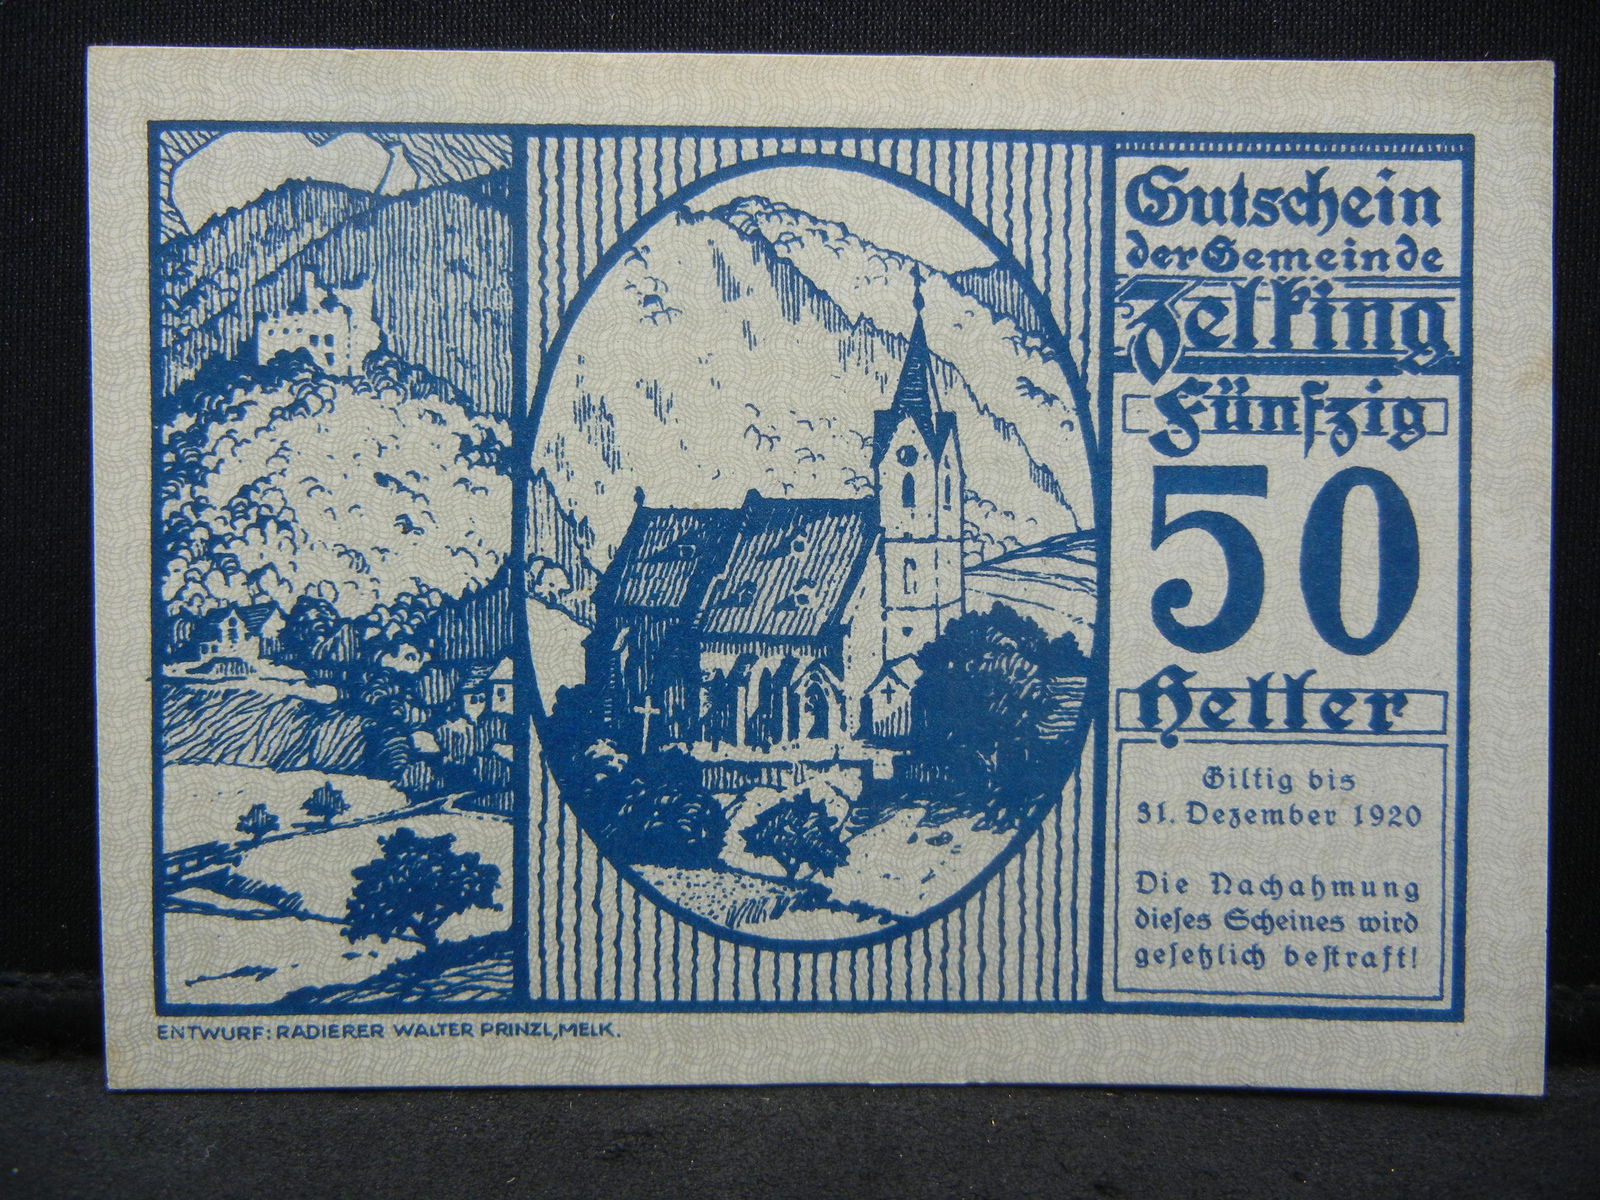 Gutschein
der Gemeinde
Zelking
Fünfzig
50
Heller
Giltig bis
31. Dezember 1920
Die Nachahmung
dieses Scheines wird
gesetzlich bestraft!
ENTWURF: RADIERER WALTER PRINZL, MELK.